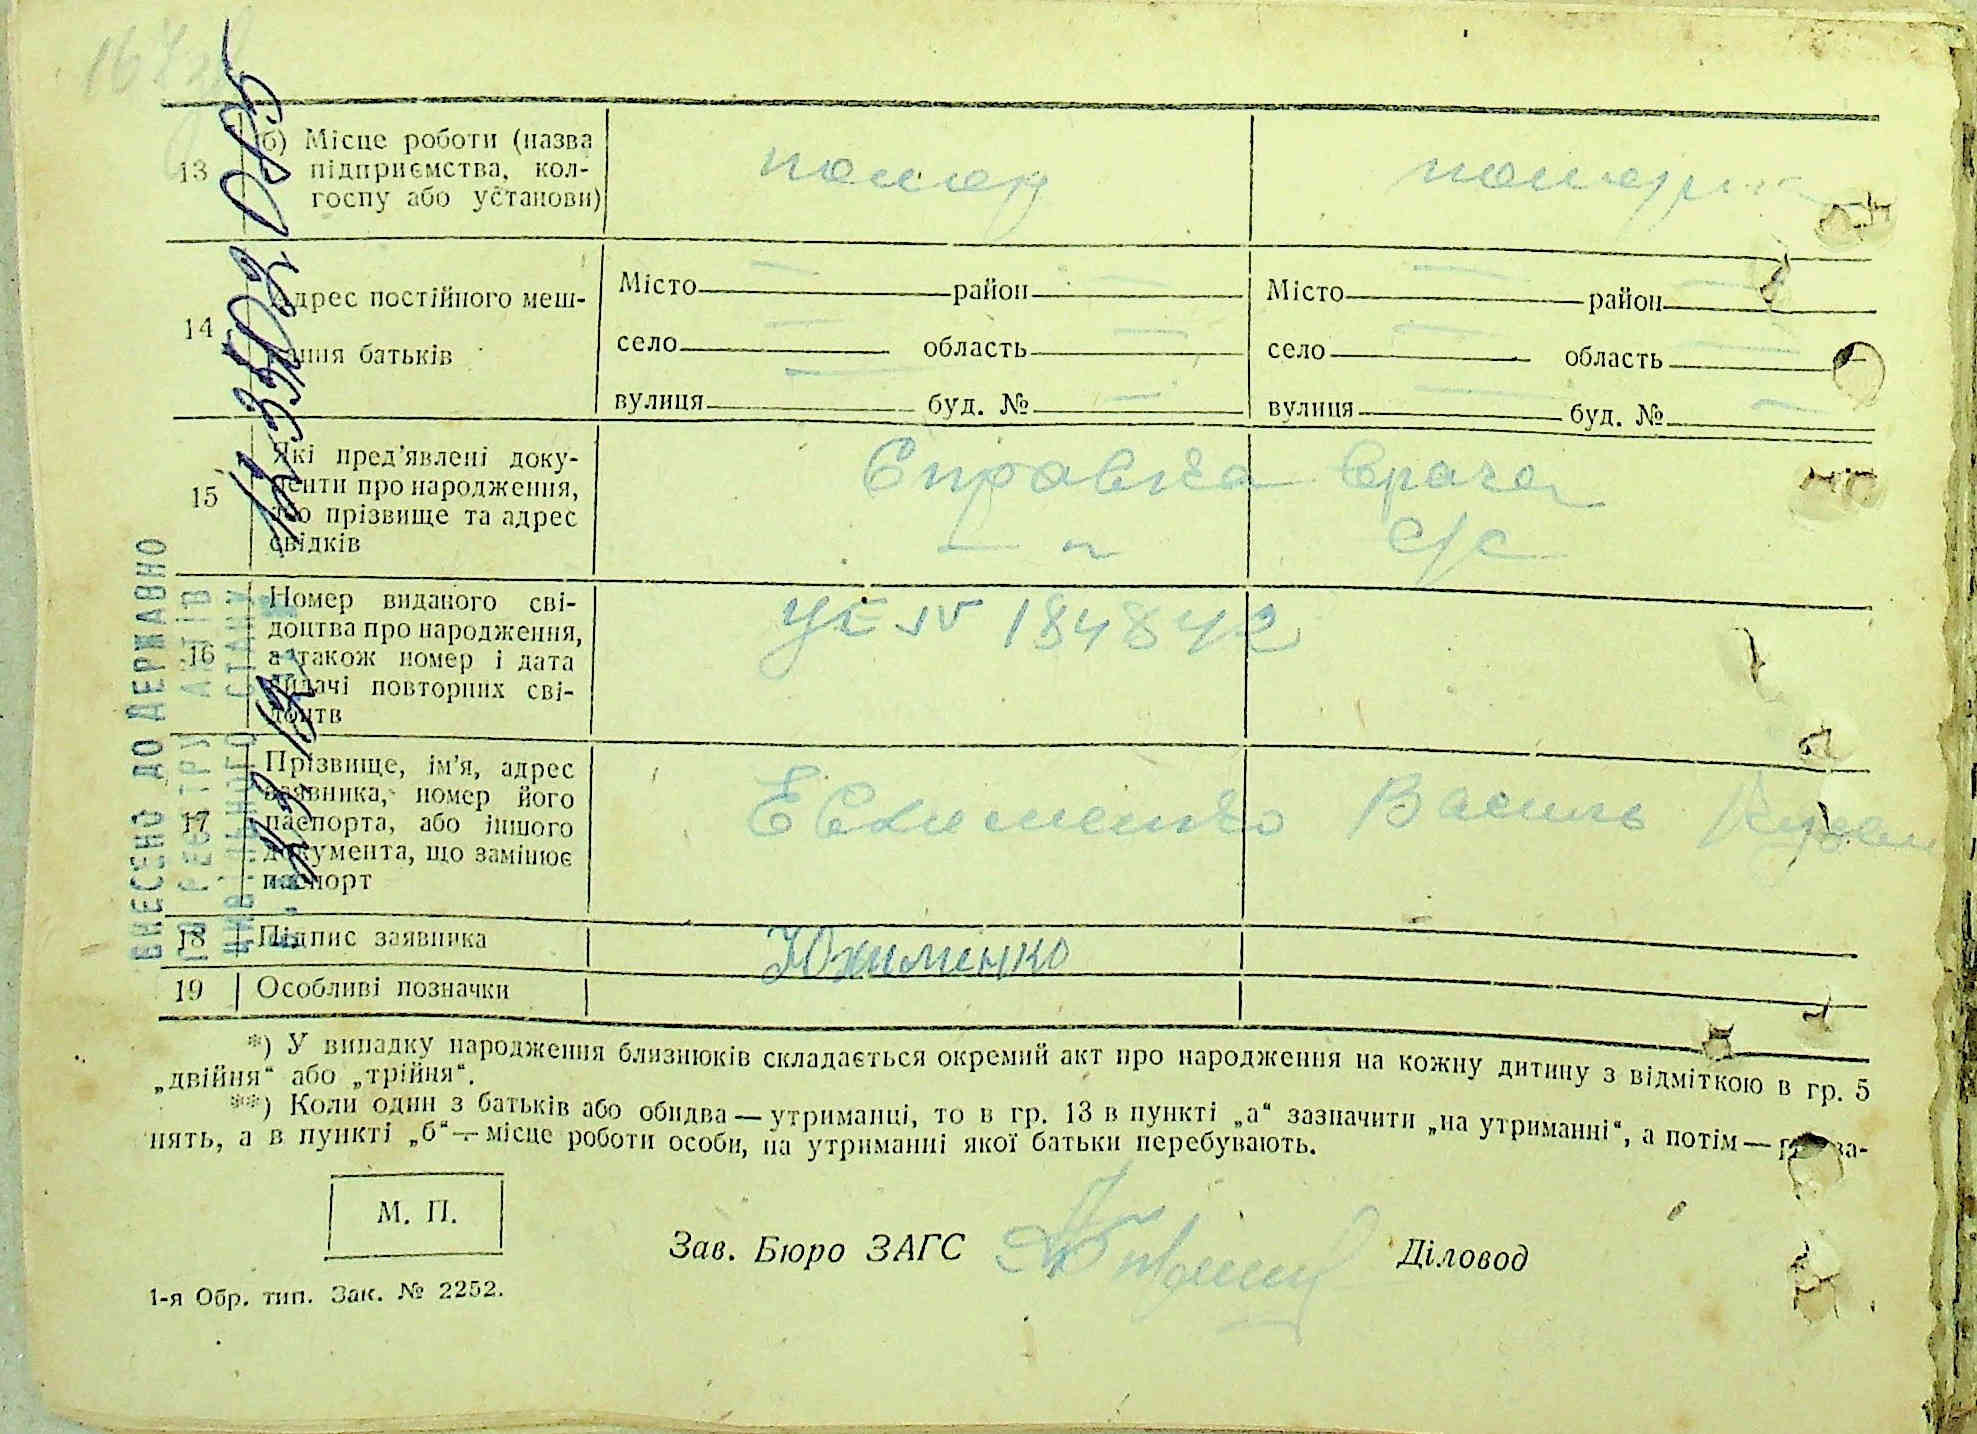 13
б) Місце роботи (назва
підприємства, кол-
госпу або установи)
14
Адрес постійного меш-
кання батьків
Місто район
село область
вулиця буд. №
Місто район
село область
вулиця буд. №
15
Які пред'явлені доку-
менти про народження,
або прізвище та адрес
свідків
Справка врача
с/с
16
Номер виданого сві-
доцтва про народження,
а також номер і дата
видачі повторних сві-
доцтв
УЕ № 184842
17
Прізвище, ім'я, адрес
заявника, номер його
паспорта, або іншого
документа, що замінює
паспорт
Евхименко Василь
18 Підпис заявника
Юхименко
19 Особливі позначки
*) У випадку народження близнюків складається окремий акт про народження на кожну дитину з відміткою в гр. 5
„двійня“ або „трійня“.
**) Коли один з батьків або обидва — утриманці, то в гр. 13 в пункті „а“ зазначити „на утриманні“, а потім —
нять, а в пункті „б“ — місце роботи особи, на утриманні якої батьки перебувають.
М. П.
Зав. Бюро ЗАГС
Діловод
1-я Обр. тип. Зак. № 2252.
ВНЕСЕНО ДО ДЕРЖАВНО
ГО РЕЄСТРУ АКТІВ
ЦИВІЛЬНОГО СТАНУ